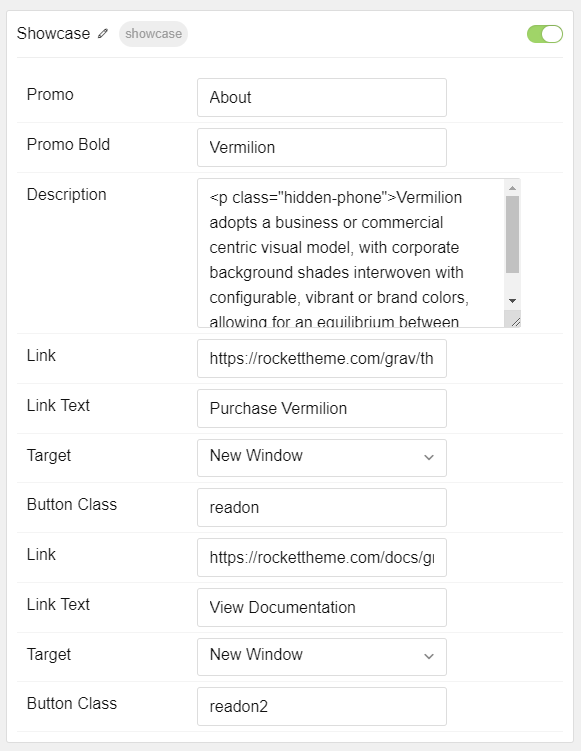 Showcase showcase
Promo About
Promo Bold Vermilion
Description <p class="hidden-phone">Vermilion
adopts a business or commercial
centric visual model, with corporate
background shades interwoven with
configurable, vibrant or brand colors,
allowing for an equilibrium between
Link https://rockettheme.com/grav/th
Link Text Purchase Vermilion
Target New Window
Button Class readon
Link https://rockettheme.com/docs/gr
Link Text View Documentation
Target New Window
Button Class readon2